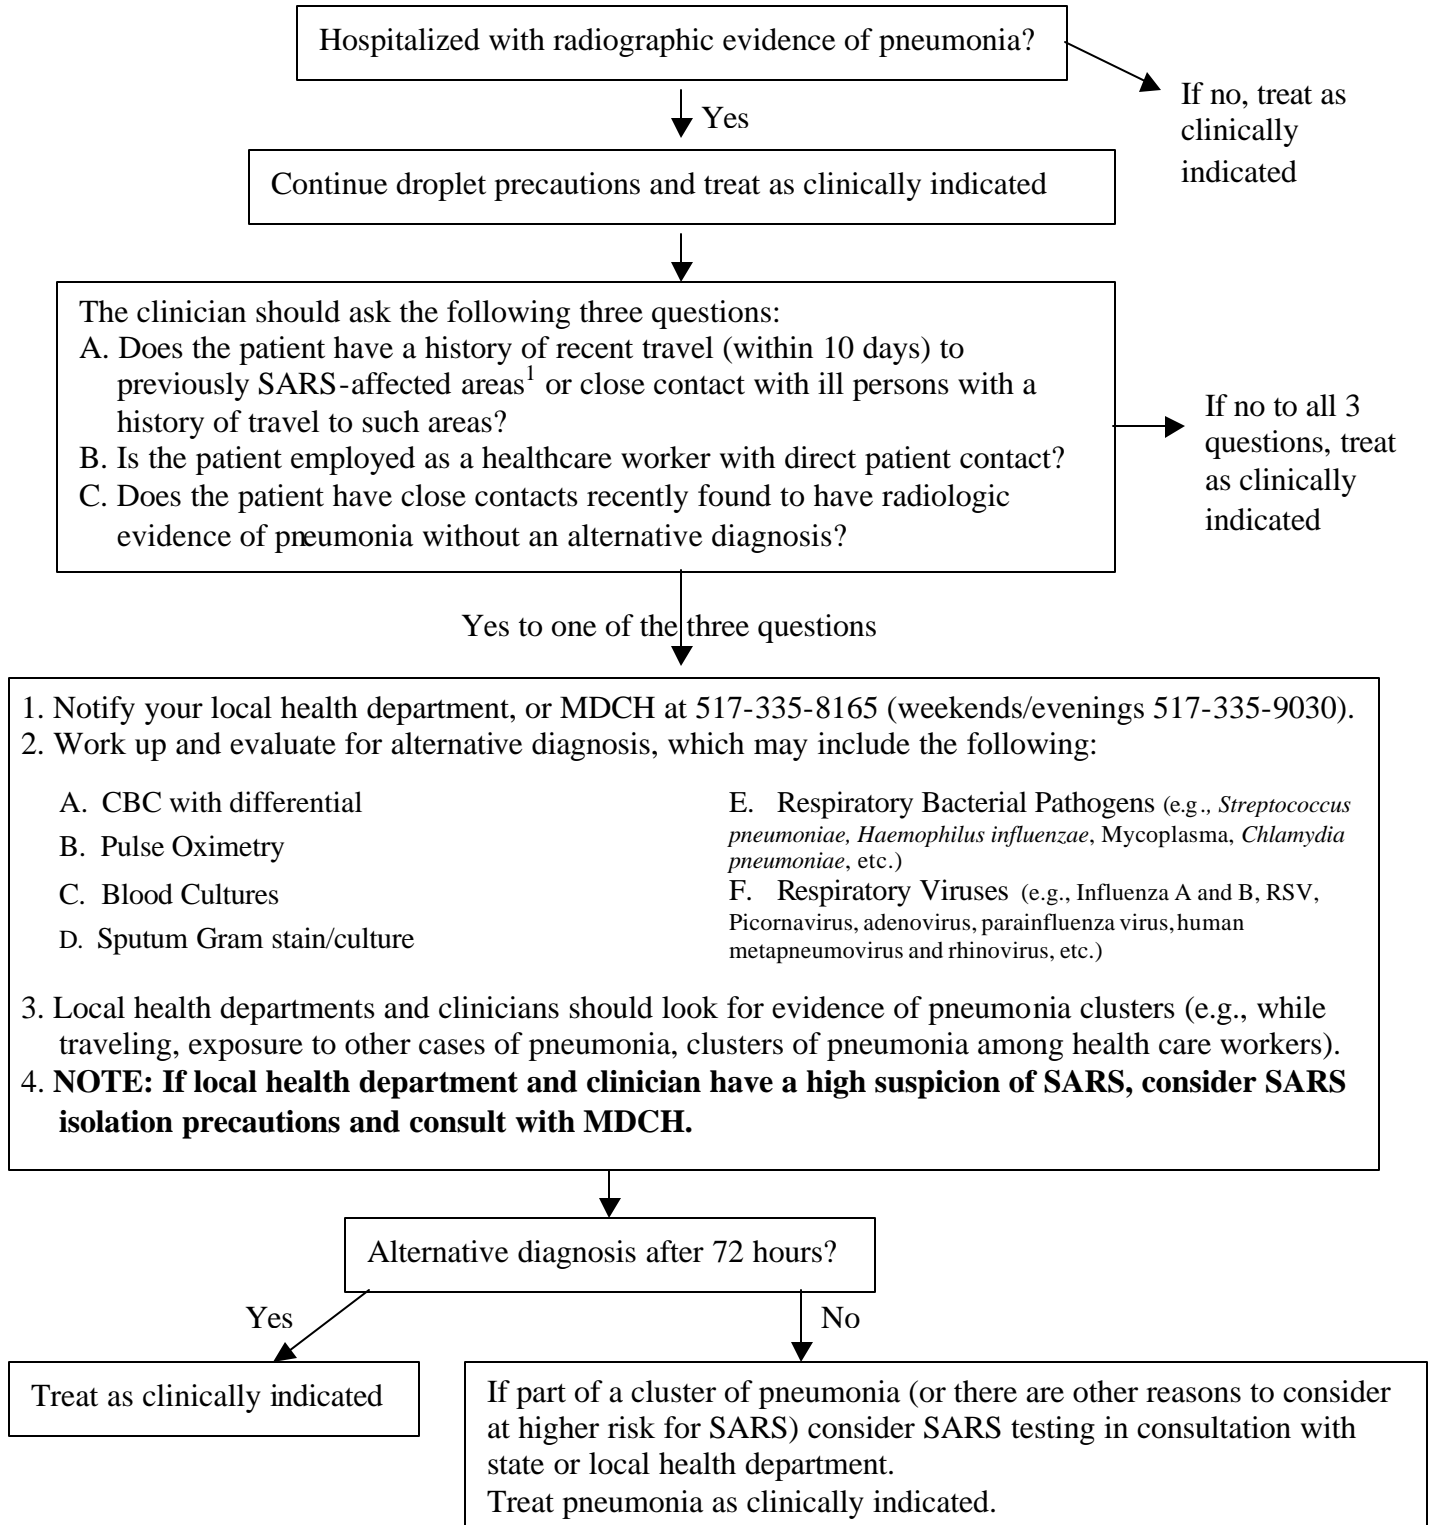 Hospitalized with radiographic evidence of pneumonia?
If no, treat as
clinically
indicated
Yes
Continue droplet precautions and treat as clinically indicated
The clinician should ask the following three questions:
A. Does the patient have a history of recent travel (within 10 days) to
previously SARS-affected areas¹ or close contact with ill persons with a
history of travel to such areas?
B. Is the patient employed as a healthcare worker with direct patient contact?
C. Does the patient have close contacts recently found to have radiologic
evidence of pneumonia without an alternative diagnosis?
If no to all 3
questions, treat
as clinically
indicated
Yes to one of the three questions
1. Notify your local health department, or MDCH at 517-335-8165 (weekends/evenings 517-335-9030).
2. Work up and evaluate for alternative diagnosis, which may include the following:
A. CBC with differential
B. Pulse Oximetry
C. Blood Cultures
D. Sputum Gram stain/culture
E. Respiratory Bacterial Pathogens (e.g., Streptococcus
pneumoniae, Haemophilus influenzae, Mycoplasma, Chlamydia
pneumoniae, etc.)
F. Respiratory Viruses (e.g., Influenza A and B, RSV,
Picornavirus, adenovirus, parainfluenza virus, human
metapneumovirus and rhinovirus, etc.)
3. Local health departments and clinicians should look for evidence of pneumonia clusters (e.g., while
traveling, exposure to other cases of pneumonia, clusters of pneumonia among health care workers).
4. NOTE: If local health department and clinician have a high suspicion of SARS, consider SARS
isolation precautions and consult with MDCH.
Alternative diagnosis after 72 hours?
Yes
No
Treat as clinically indicated
If part of a cluster of pneumonia (or there are other reasons to consider
at higher risk for SARS) consider SARS testing in consultation with
state or local health department.
Treat pneumonia as clinically indicated.